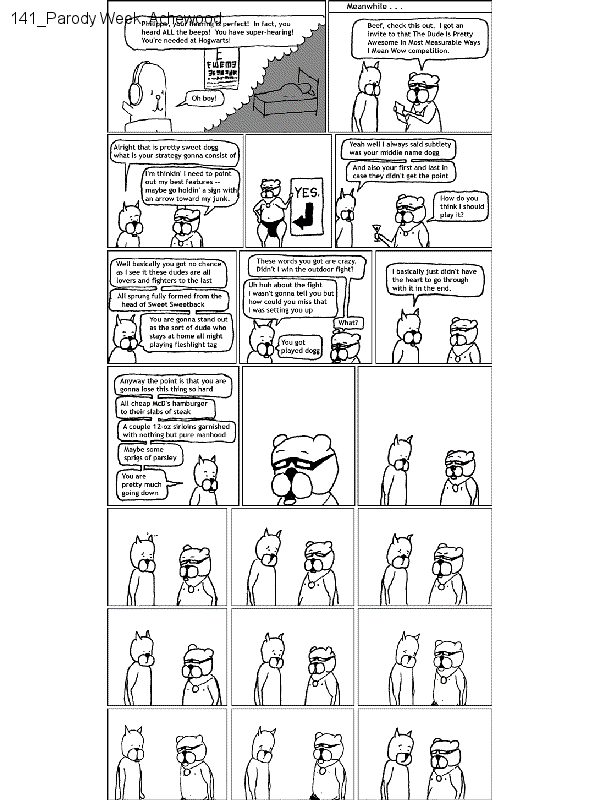 141_Parody Week: Achewood
Philippe, your hearing is perfect! In fact, you
heard ALL the beeps! You have super-hearing!
You're needed at Hogwarts!
Oh boy!
Meanwhile . . .
Beef, check this out. I got an
invite to that The Dude is Pretty
Awesome in Most Measurable Ways
I Mean Wow competition.
Alright that is pretty sweet dogg
what is your strategy gonna consist of
I'm thinkin' I need to point
out my best features --
maybe go holdin' a sign with
an arrow toward my junk.
YES.
Yeah well I always said subtlety
was your middle name dogg
And also your first and last in
case they didn't get the point
How do you
think I should
play it?
Well basically you got no chance
as I see it these dudes are all
lovers and fighters to the last
All sprung fully formed from the
head of Sweet Sweetback
You are gonna stand out
as the sort of dude who
stays at home all night
playing fleshlight tag
These words you got are crazy.
Didn't I win the outdoor fight?
Uh huh about the fight
I wasn't gonna tell you but
how could you miss that
I was setting you up
What?
You got
played dogg
I basically just didn't have
the heart to go through
with it in the end.
Anyway the point is that you are
gonna lose this thing so hard
All cheap McD's hamburger
to their slabs of steak
A couple 12-oz sirloins garnished
with nothing but pure manhood
Maybe some
sprigs of parsley
You are
pretty much
going down